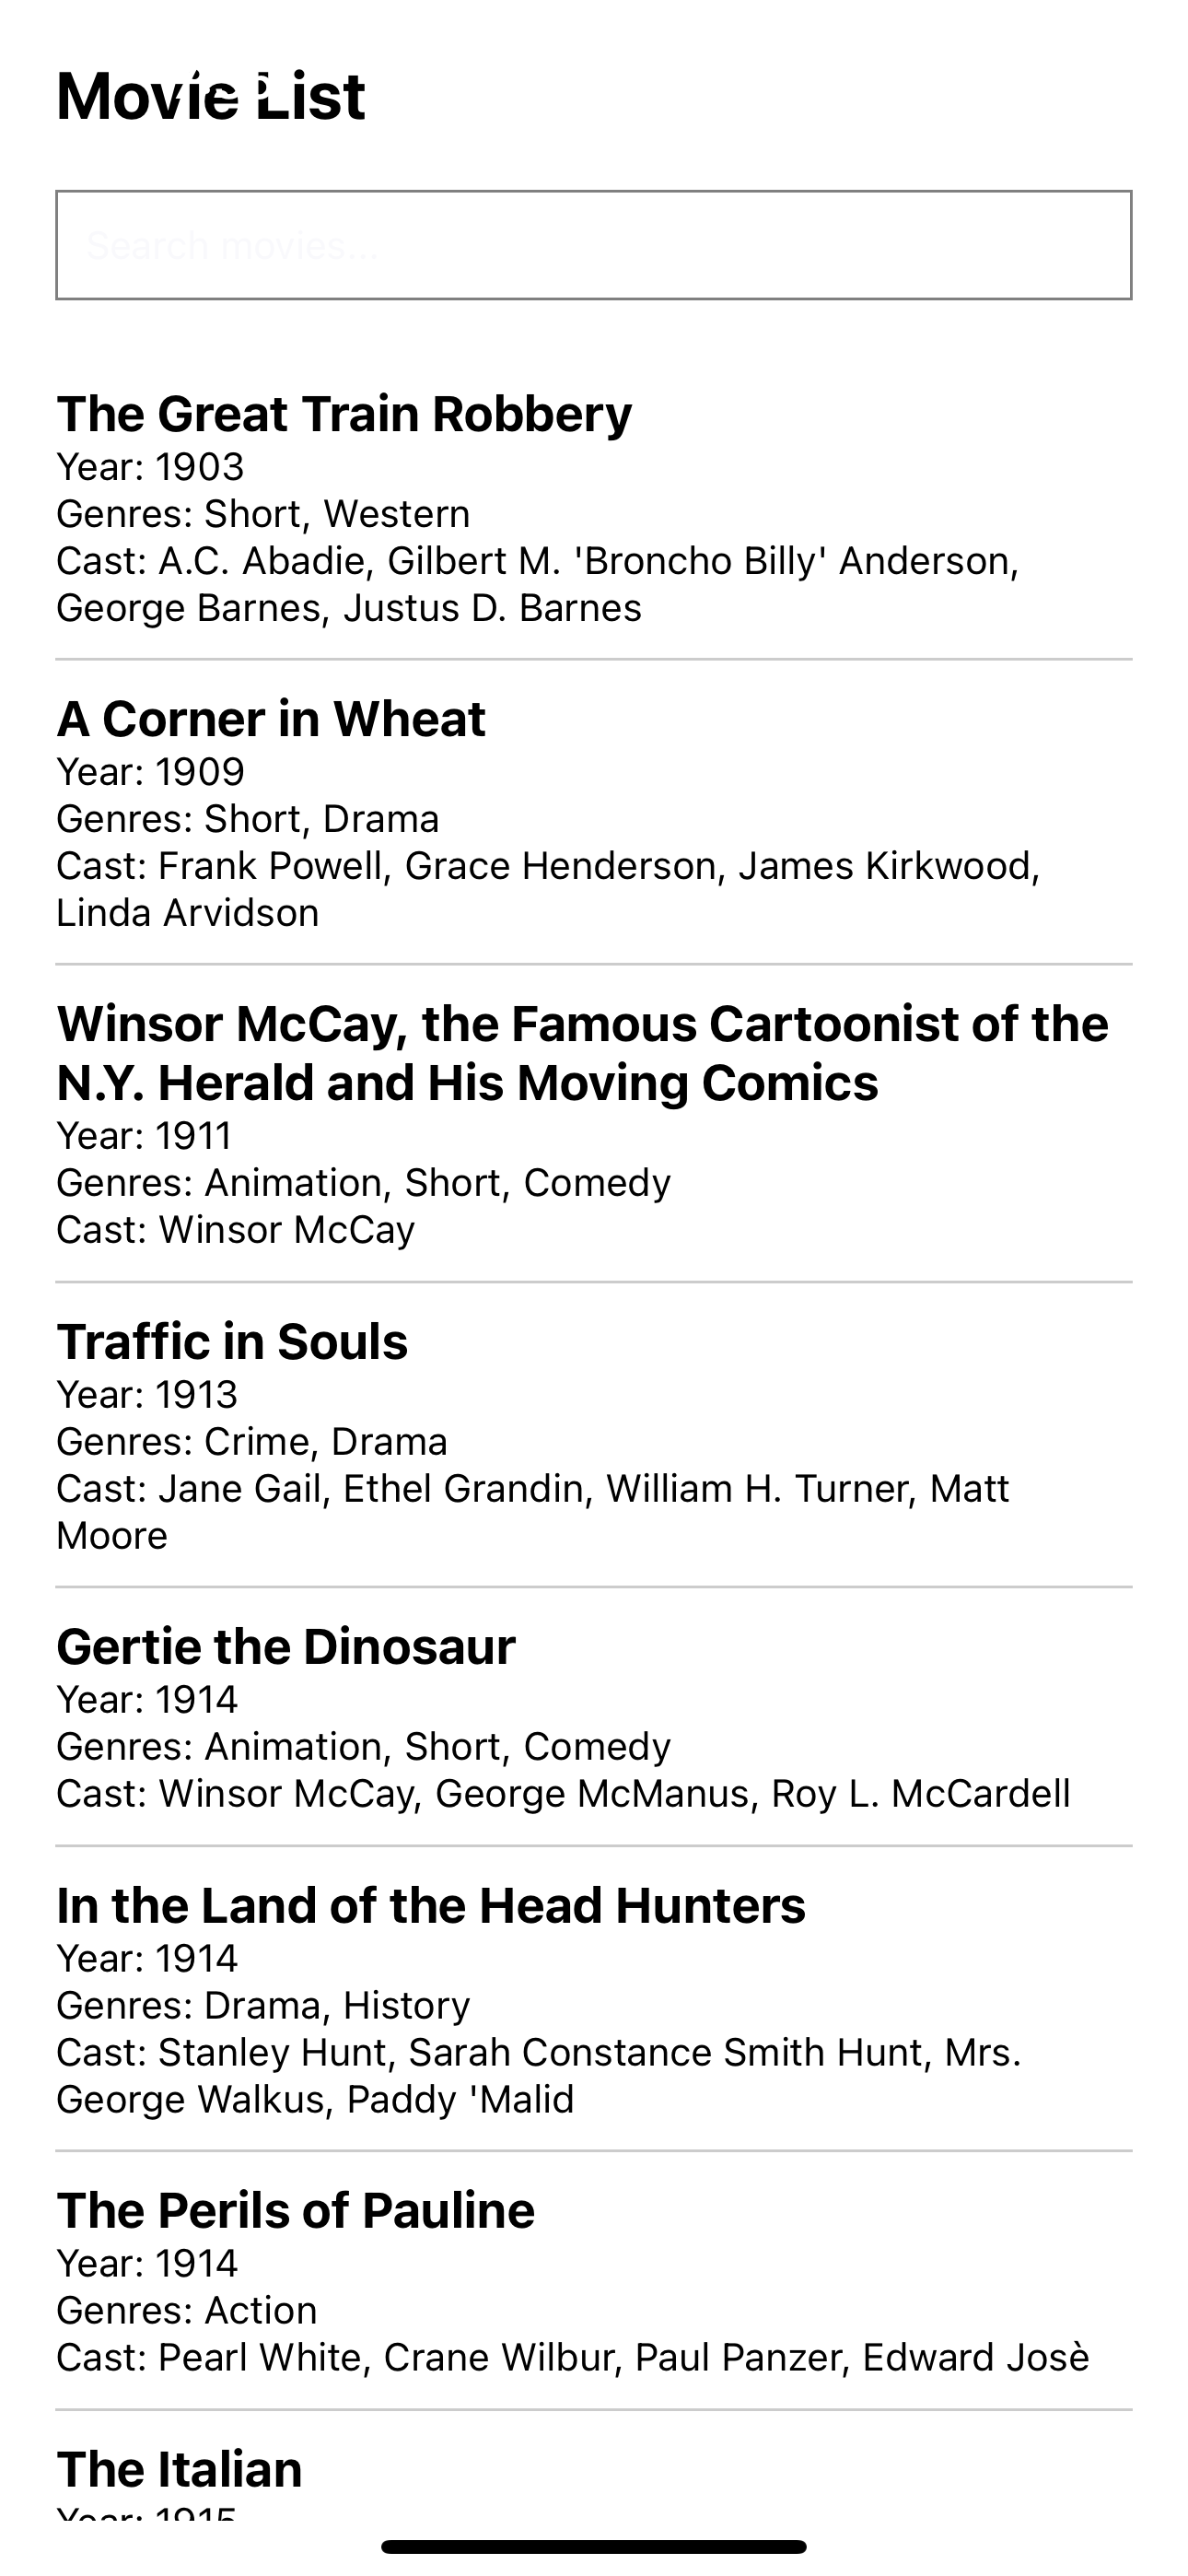 Movie List
Search movies...
The Great Train Robbery
Year: 1903
Genres: Short, Western
Cast: A.C. Abadie, Gilbert M. 'Broncho Billy' Anderson,
George Barnes, Justus D. Barnes
A Corner in Wheat
Year: 1909
Genres: Short, Drama
Cast: Frank Powell, Grace Henderson, James Kirkwood,
Linda Arvidson
Winsor McCay, the Famous Cartoonist of the
N.Y. Herald and His Moving Comics
Year: 1911
Genres: Animation, Short, Comedy
Cast: Winsor McCay
Traffic in Souls
Year: 1913
Genres: Crime, Drama
Cast: Jane Gail, Ethel Grandin, William H. Turner, Matt
Moore
Gertie the Dinosaur
Year: 1914
Genres: Animation, Short, Comedy
Cast: Winsor McCay, George McManus, Roy L. McCardell
In the Land of the Head Hunters
Year: 1914
Genres: Drama, History
Cast: Stanley Hunt, Sarah Constance Smith Hunt, Mrs.
George Walkus, Paddy 'Malid
The Perils of Pauline
Year: 1914
Genres: Action
Cast: Pearl White, Crane Wilbur, Paul Panzer, Edward Josè
The Italian
Year: 1915